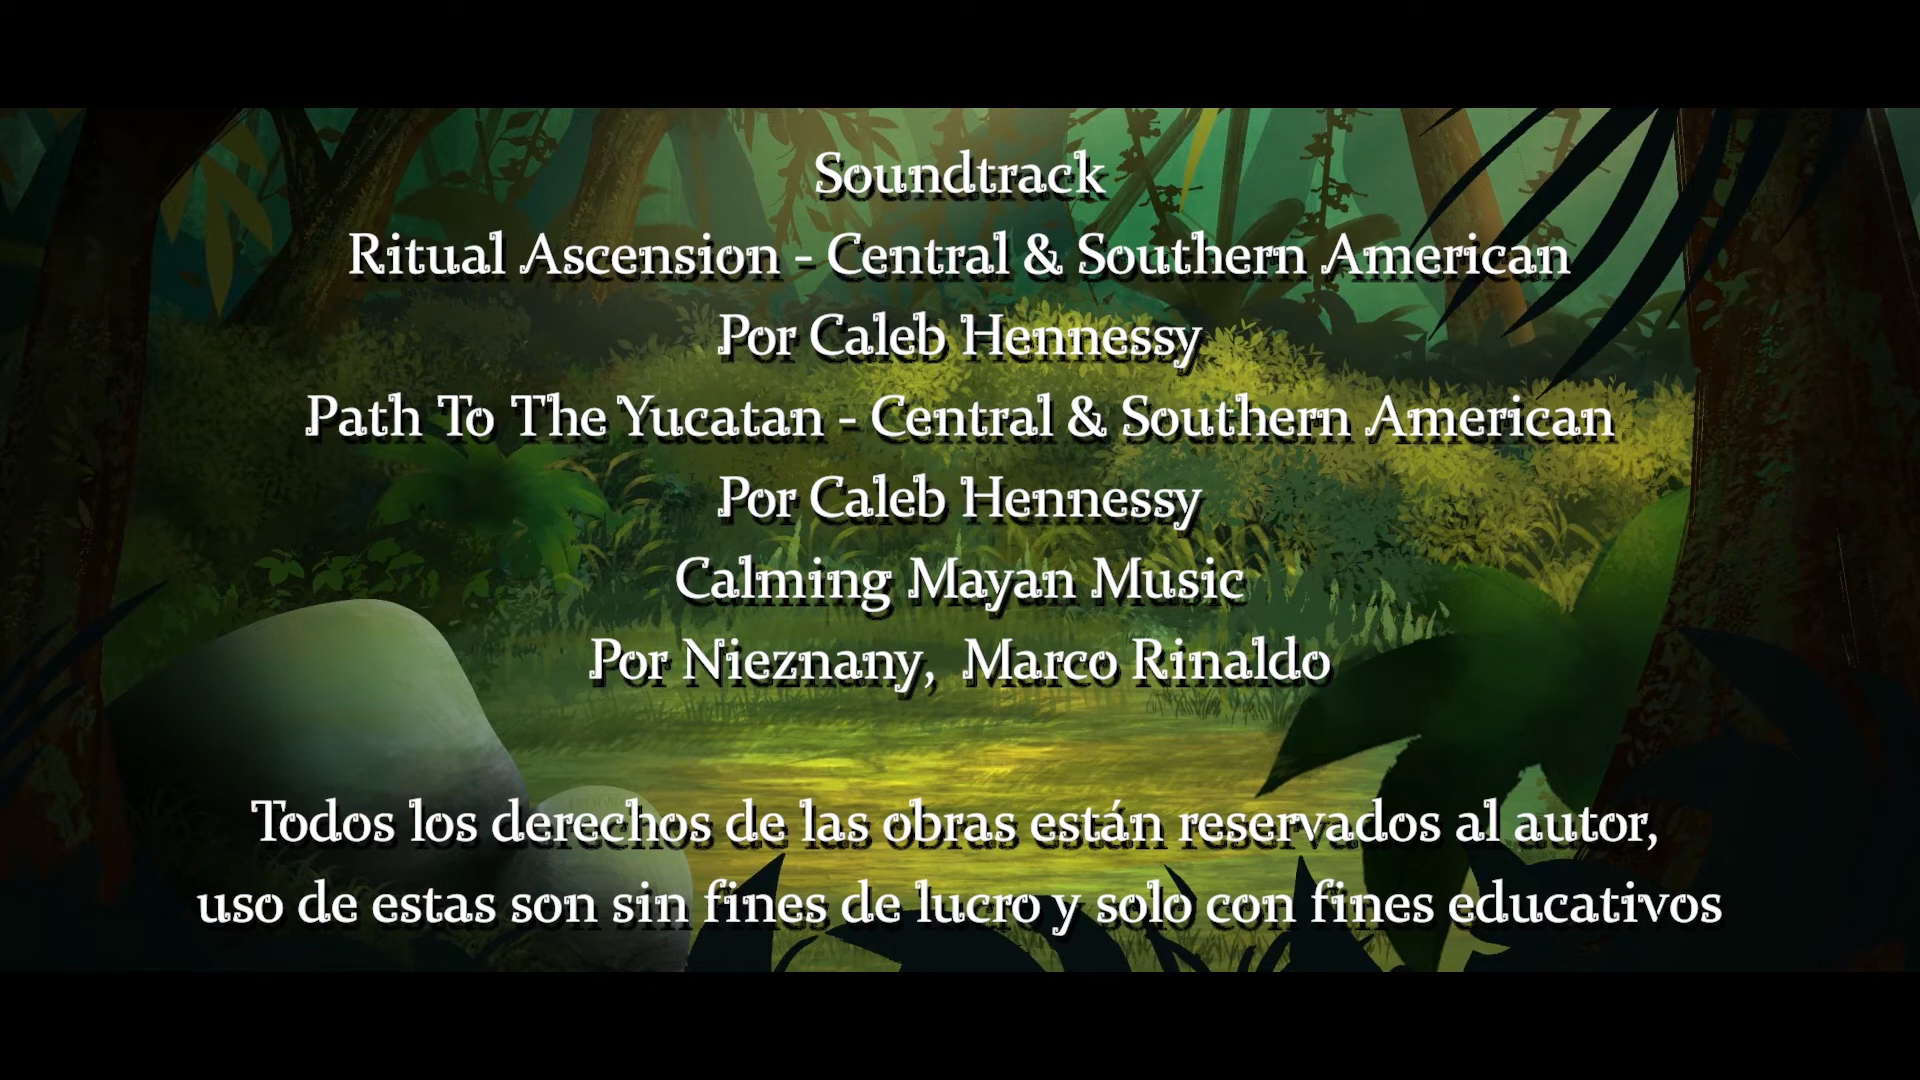 Soundtrack
Ritual Ascension - Central & Southern American
Por Caleb Hennessy
Path To The Yucatan - Central & Southern American
Por Caleb Hennessy
Calming Mayan Music
Por Nieznany, Marco Rinaldo
Todos los derechos de las obras están reservados al autor,
uso de estas son sin fines de lucro y solo con fines educativos